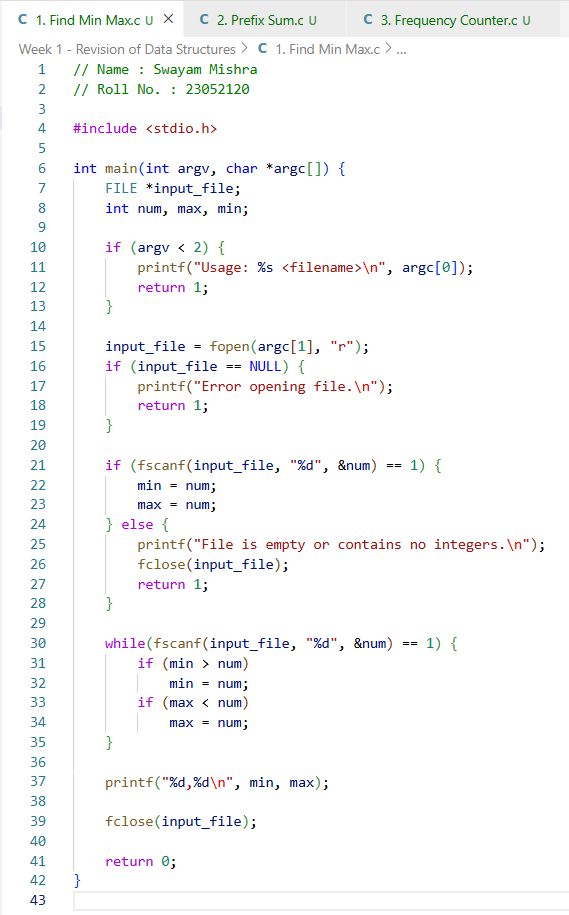 C 1. Find Min Max.c U × C 2. Prefix Sum.c U C 3. Frequency Counter.c U
Week 1 - Revision of Data Structures > C 1. Find Min Max.c > ...
1 // Name : Swayam Mishra
2 // Roll No. : 23052120
3
4 #include <stdio.h>
5
6 int main(int argv, char *argc[]) {
7     FILE *input_file;
8     int num, max, min;
9
10     if (argv < 2) {
11         printf("Usage: %s <filename>\n", argc[0]);
12         return 1;
13     }
14
15     input_file = fopen(argc[1], "r");
16     if (input_file == NULL) {
17         printf("Error opening file.\n");
18         return 1;
19     }
20
21     if (fscanf(input_file, "%d", &num) == 1) {
22         min = num;
23         max = num;
24     } else {
25         printf("File is empty or contains no integers.\n");
26         fclose(input_file);
27         return 1;
28     }
29
30     while(fscanf(input_file, "%d", &num) == 1) {
31         if (min > num)
32             min = num;
33         if (max < num)
34             max = num;
35     }
36
37     printf("%d,%d\n", min, max);
38
39     fclose(input_file);
40
41     return 0;
42 }
43